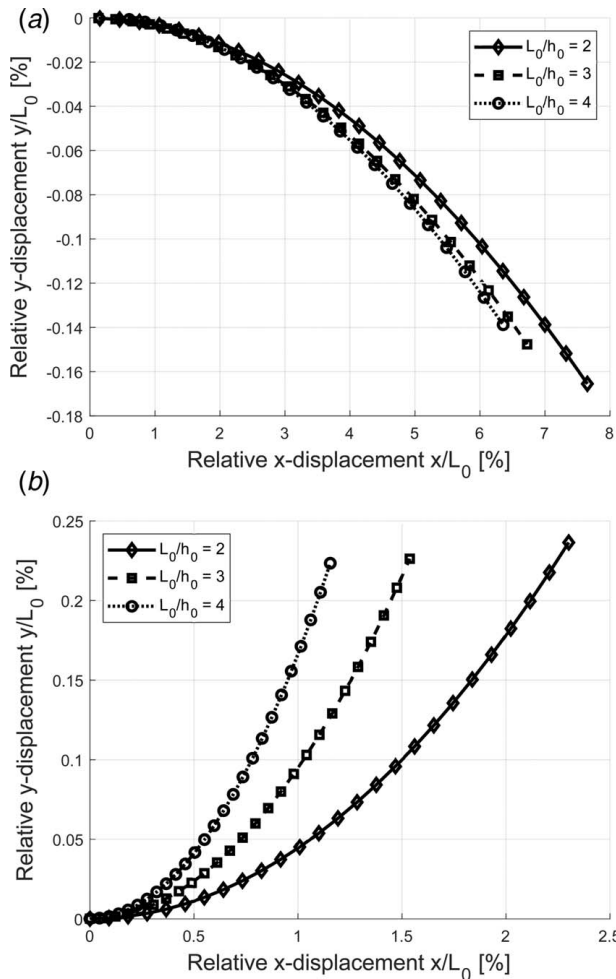 (a)
Relative y-displacement y/L₀ [%]
0
-0.02
-0.04
-0.06
-0.08
-0.1
-0.12
-0.14
-0.16
-0.18
L₀/h₀ = 2
L₀/h₀ = 3
L₀/h₀ = 4
0 1 2 3 4 5 6 7 8
Relative x-displacement x/L₀ [%]
(b)
Relative y-displacement y/L₀ [%]
0.25
0.2
0.15
0.1
0.05
0
L₀/h₀ = 2
L₀/h₀ = 3
L₀/h₀ = 4
0 0.5 1 1.5 2 2.5
Relative x-displacement x/L₀ [%]